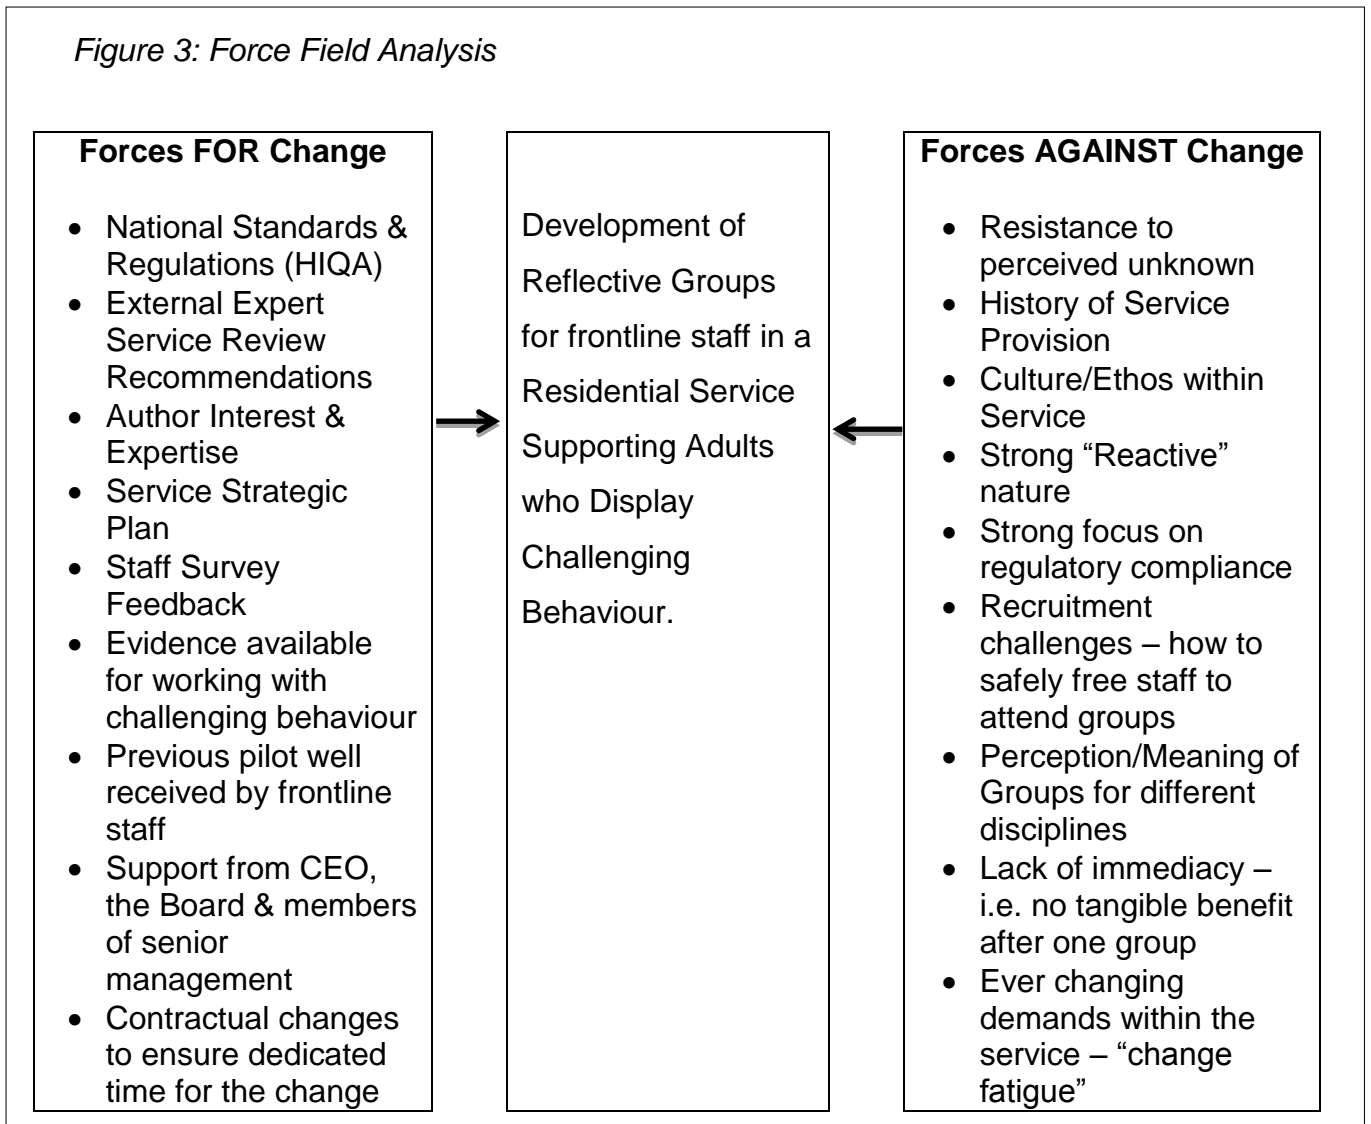 Figure 3: Force Field Analysis
Forces FOR Change
• National Standards &
Regulations (HIQA)
• External Expert
Service Review
Recommendations
• Author Interest &
Expertise
• Service Strategic
Plan
• Staff Survey
Feedback
• Evidence available
for working with
challenging behaviour
• Previous pilot well
received by frontline
staff
• Support from CEO,
the Board & members
of senior
management
• Contractual changes
to ensure dedicated
time for the change
Development of
Reflective Groups
for frontline staff in a
Residential Service
Supporting Adults
who Display
Challenging
Behaviour.
Forces AGAINST Change
• Resistance to
perceived unknown
• History of Service
Provision
• Culture/Ethos within
Service
• Strong “Reactive”
nature
• Strong focus on
regulatory compliance
• Recruitment
challenges – how to
safely free staff to
attend groups
• Perception/Meaning of
Groups for different
disciplines
• Lack of immediacy –
i.e. no tangible benefit
after one group
• Ever changing
demands within the
service – “change
fatigue”